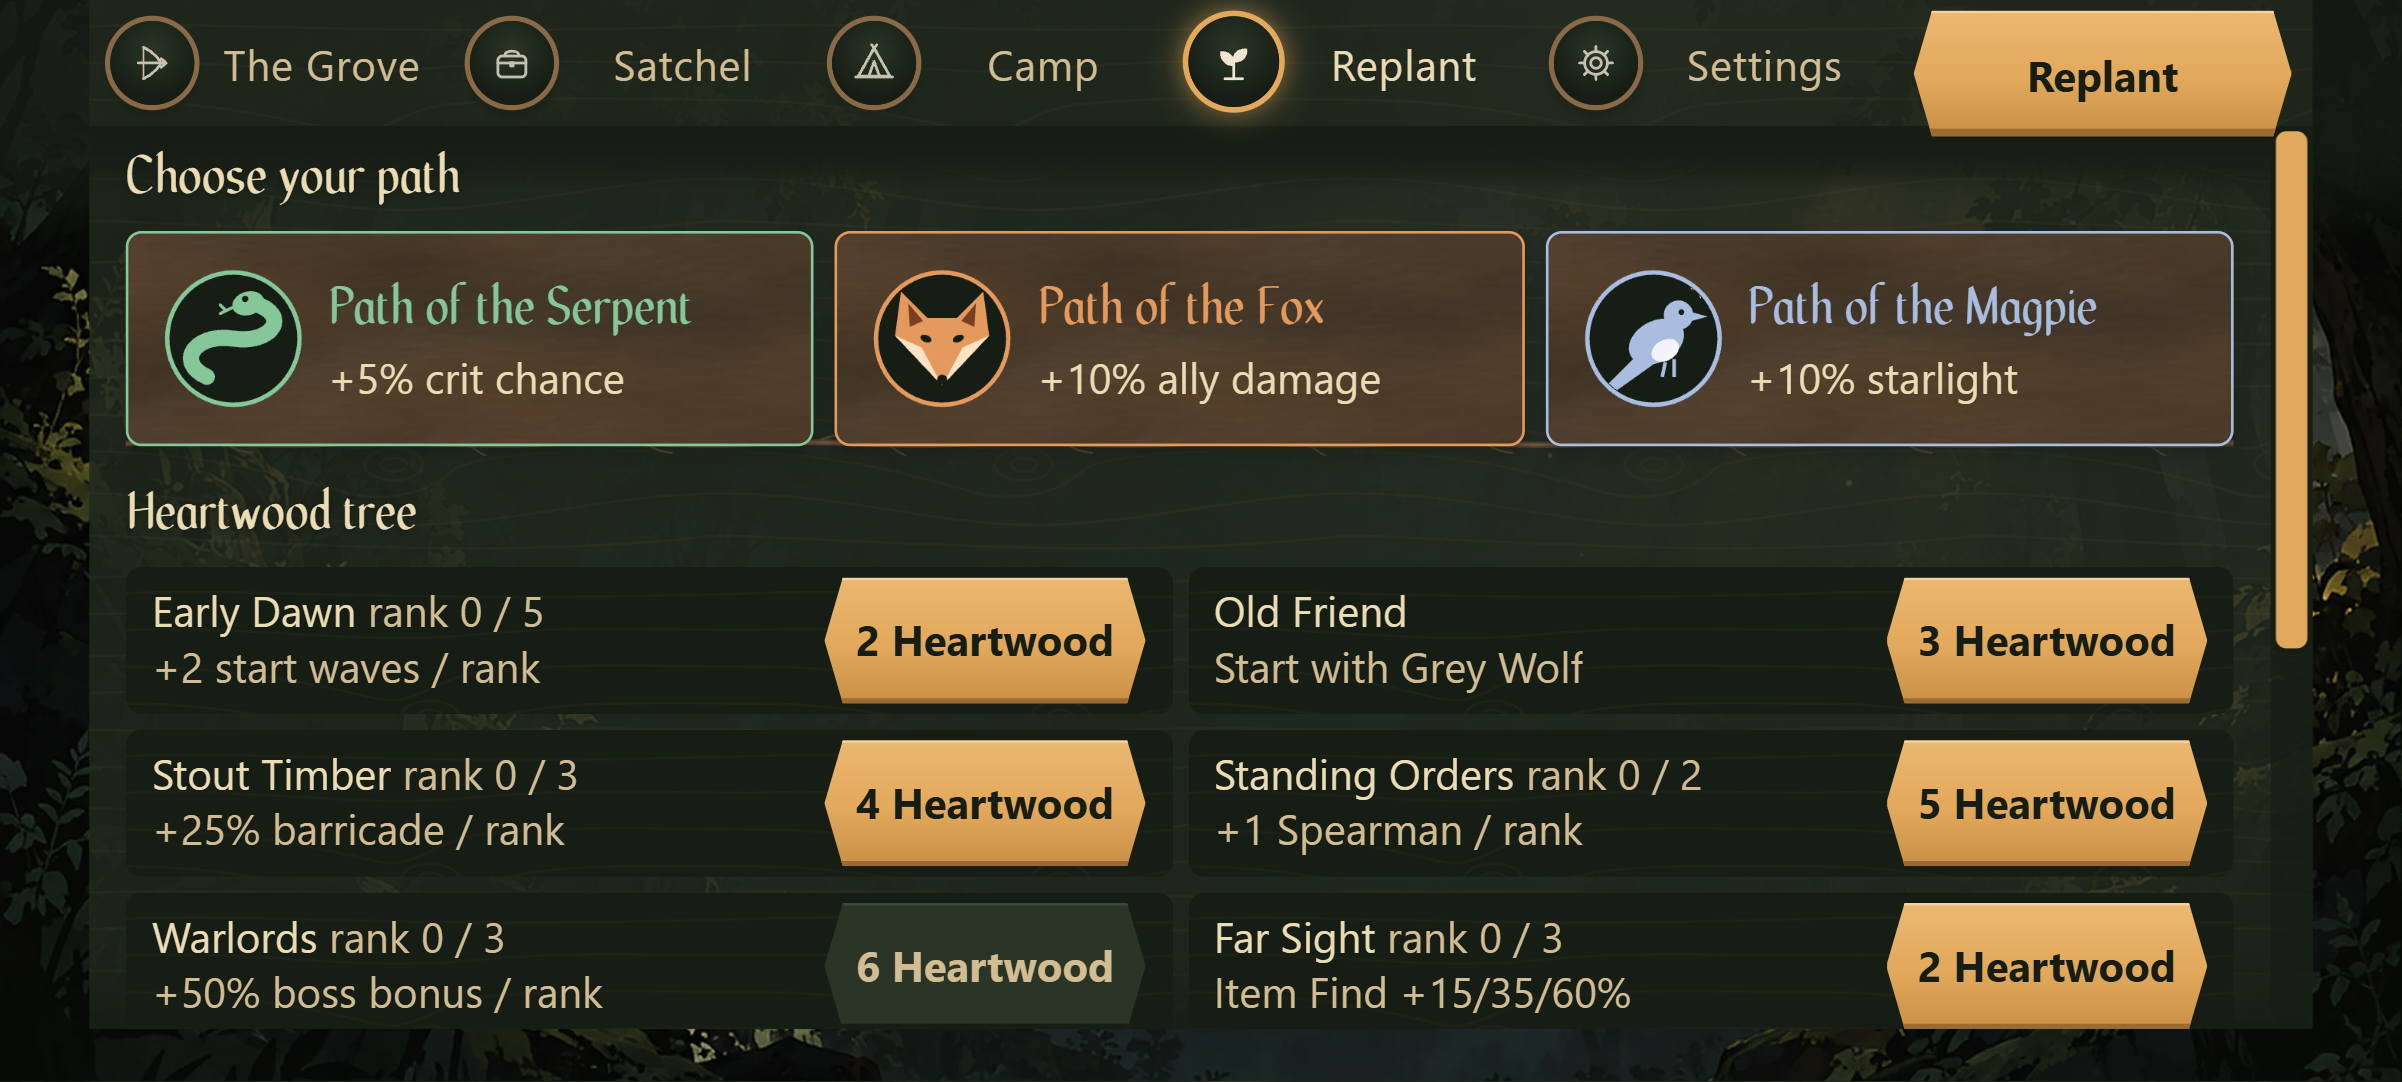 The Grove
Satchel
Camp
Replant
Settings
Replant
Choose your path
Path of the Serpent
+5% crit chance
Path of the Fox
+10% ally damage
Path of the Magpie
+10% starlight
Heartwood tree
Early Dawn rank 0 / 5
+2 start waves / rank
2 Heartwood
Old Friend
Start with Grey Wolf
3 Heartwood
Stout Timber rank 0 / 3
+25% barricade / rank
4 Heartwood
Standing Orders rank 0 / 2
+1 Spearman / rank
5 Heartwood
Warlords rank 0 / 3
+50% boss bonus / rank
6 Heartwood
Far Sight rank 0 / 3
Item Find +15/35/60%
2 Heartwood